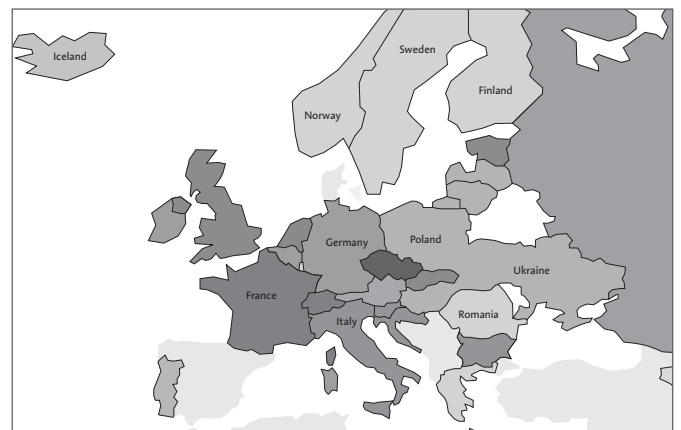 Iceland
Sweden
Finland
Norway
Germany
Poland
Ukraine
France
Romania
Italy